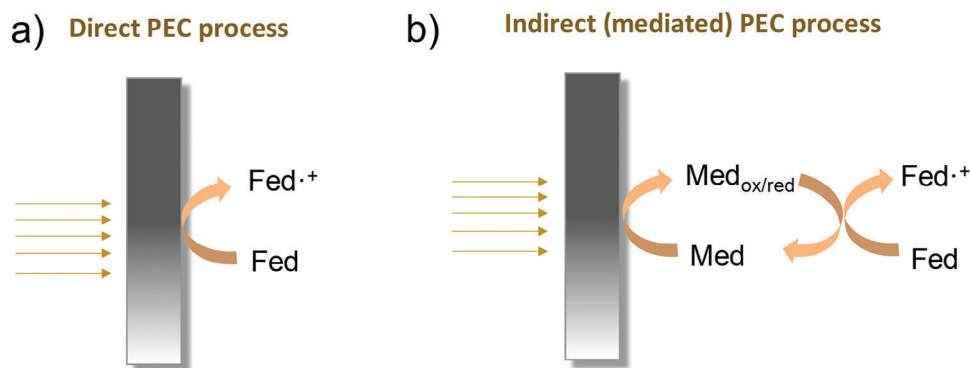 a) Direct PEC process
Fed·+
Fed
b) Indirect (mediated) PEC process
Medox/red
Fed·+
Med
Fed